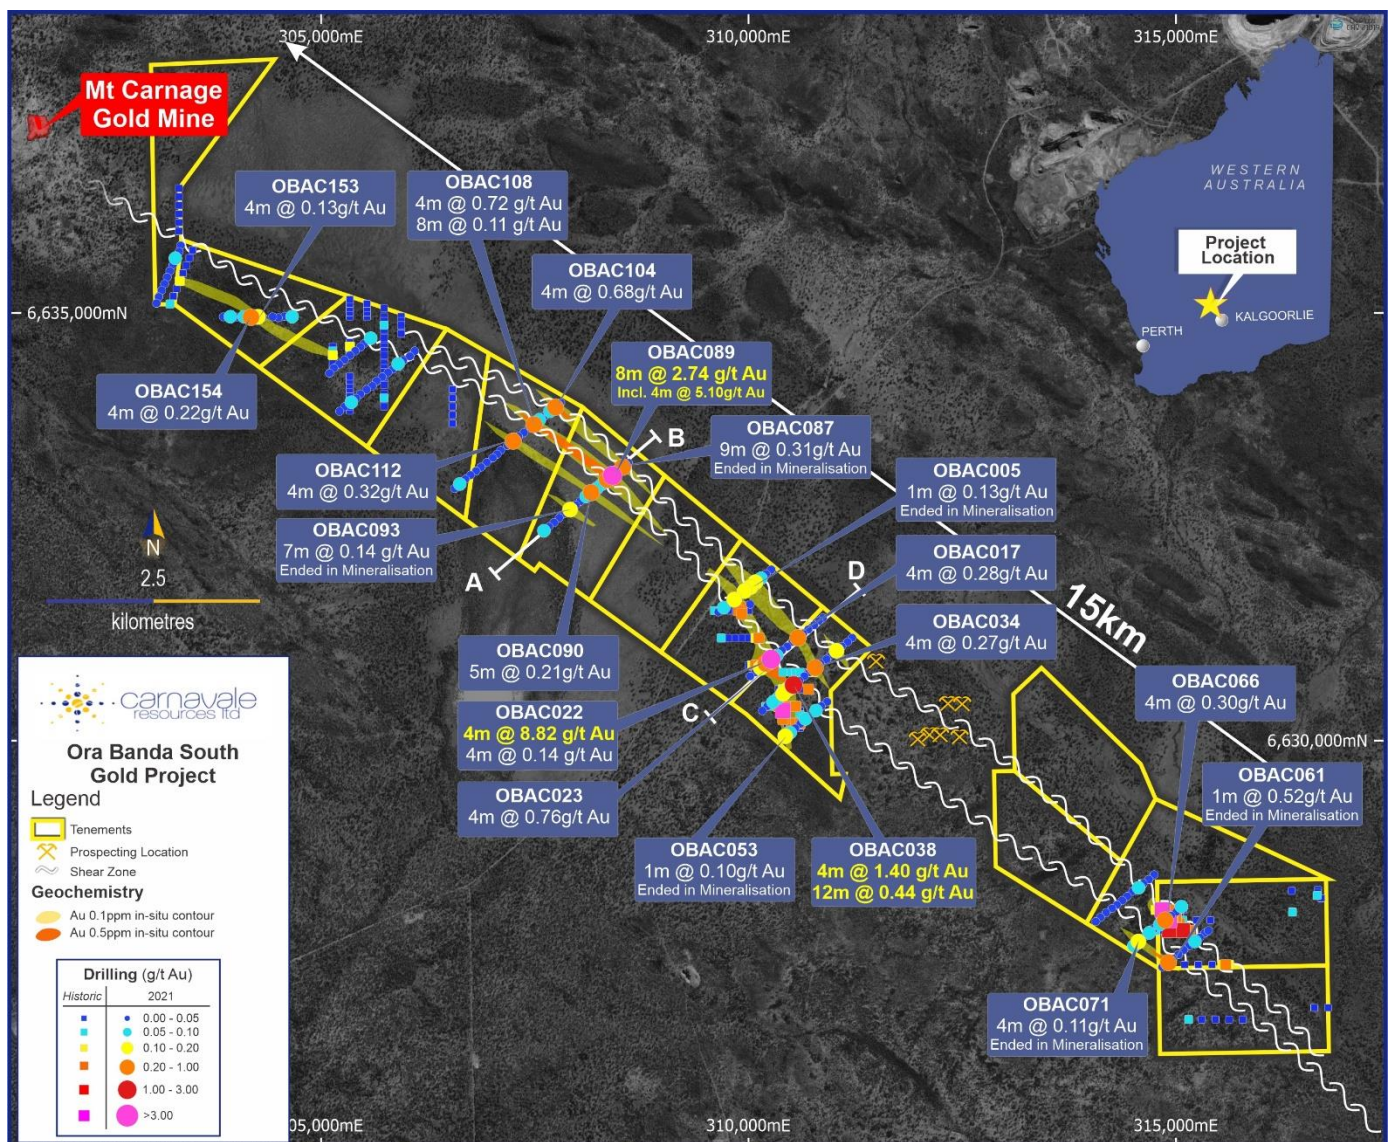 305,000mE
310,000mE
315,000mE
Mt Carnage
Gold Mine
OBAC153
4m @ 0.13g/t Au
OBAC108
4m @ 0.72 g/t Au
8m @ 0.11 g/t Au
OBAC104
4m @ 0.68g/t Au
WESTERN
AUSTRALIA
Project
Location
KALGOORLIE
PERTH
6,635,000mN
OBAC154
4m @ 0.22g/t Au
OBAC089
8m @ 2.74 g/t Au
Incl. 4m @ 5.10g/t Au
B
OBAC087
9m @ 0.31g/t Au
Ended in Mineralisation
OBAC112
4m @ 0.32g/t Au
OBAC005
1m @ 0.13g/t Au
Ended in Mineralisation
OBAC093
7m @ 0.14 g/t Au
Ended in Mineralisation
N
2.5
kilometres
A
D
OBAC017
4m @ 0.28g/t Au
15km
OBAC034
4m @ 0.27g/t Au
OBAC090
5m @ 0.21g/t Au
C
OBAC066
4m @ 0.30g/t Au
OBAC022
4m @ 8.82 g/t Au
4m @ 0.14 g/t Au
6,630,000mN
OBAC061
1m @ 0.52g/t Au
Ended in Mineralisation
OBAC023
4m @ 0.76g/t Au
OBAC053
1m @ 0.10g/t Au
Ended in Mineralisation
OBAC038
4m @ 1.40 g/t Au
12m @ 0.44 g/t Au
OBAC071
4m @ 0.11g/t Au
Ended in Mineralisation
carnavale
resources ltd
Ora Banda South
Gold Project
Legend
Tenements
Prospecting Location
Shear Zone
Geochemistry
Au 0.1ppm in-situ contour
Au 0.5ppm in-situ contour
Drilling (g/t Au)
Historic 2021
0.00 - 0.05
0.05 - 0.10
0.10 - 0.20
0.20 - 1.00
1.00 - 3.00
>3.00
05,000mE
310,000mE
315,000mE